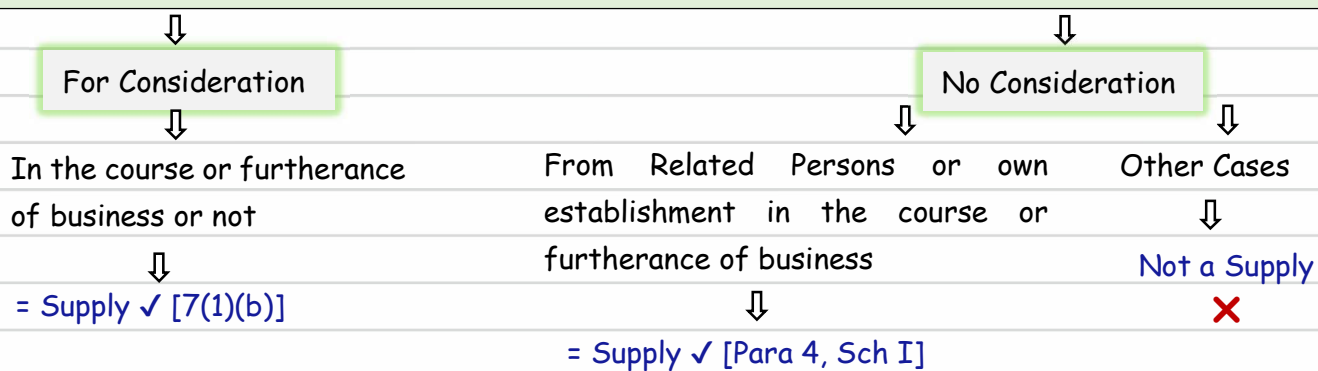 For Consideration
No Consideration
In the course or furtherance
of business or not
= Supply ✓ [7(1)(b)]
From Related Persons or own
establishment in the course or
furtherance of business
= Supply ✓ [Para 4, Sch I]
Other Cases
Not a Supply